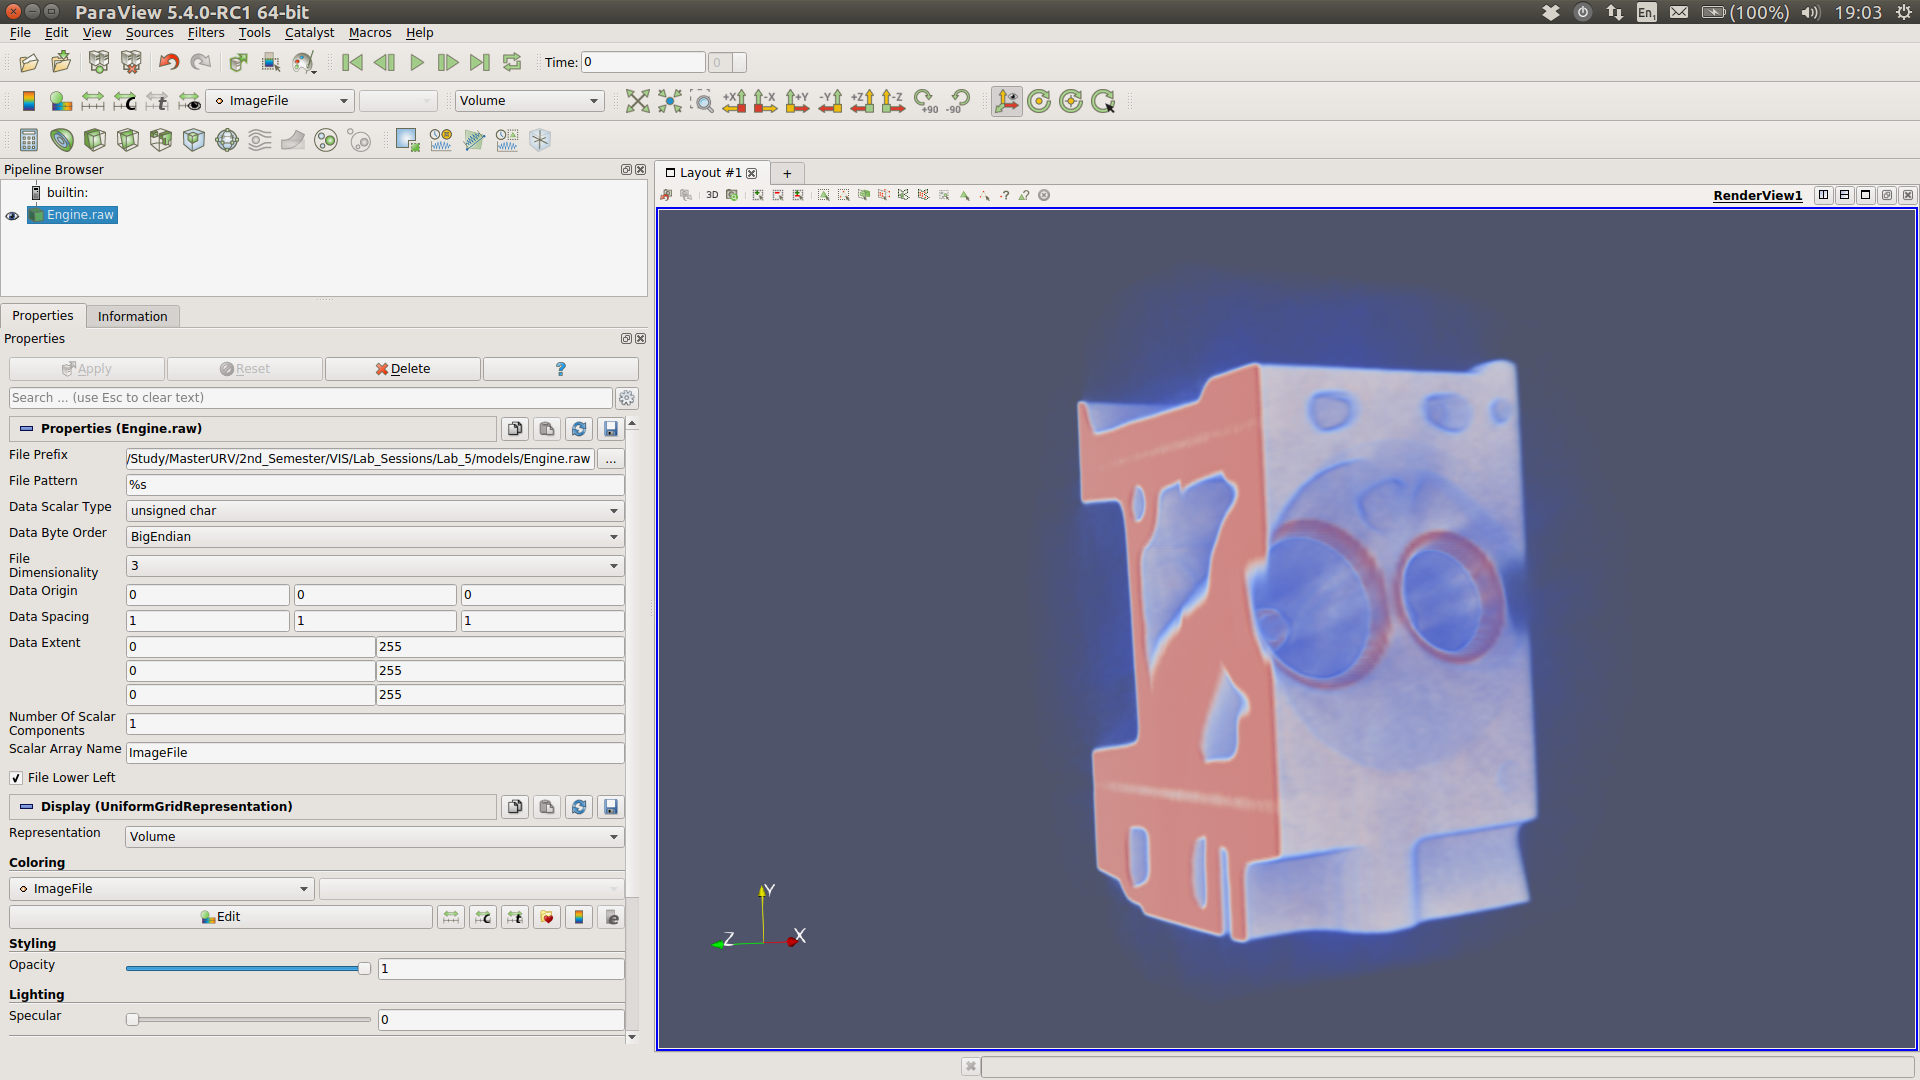 ParaView 5.4.0-RC1 64-bit
En1 (100%) 19:03
File Edit View Sources Filters Tools Catalyst Macros Help
Time: 0 0
ImageFile Volume +X -X +Y -Y +Z -Z +90 -90
Pipeline Browser
builtin:
Engine.raw
Layout #1 +
3D RenderView1
Properties Information
Properties
Apply Reset Delete ?
Search ... (use Esc to clear text)
Properties (Engine.raw)
File Prefix /Study/MasterURV/2nd_Semester/VIS/Lab_Sessions/Lab_5/models/Engine.raw ...
File Pattern %s
Data Scalar Type unsigned char
Data Byte Order BigEndian
File Dimensionality 3
Data Origin 0 0 0
Data Spacing 1 1 1
Data Extent 0 255
0 255
0 255
Number Of Scalar Components 1
Scalar Array Name ImageFile
File Lower Left
Display (UniformGridRepresentation)
Representation Volume
Coloring
ImageFile
Edit
Styling
Opacity 1
Lighting
Specular 0
Y
Z X